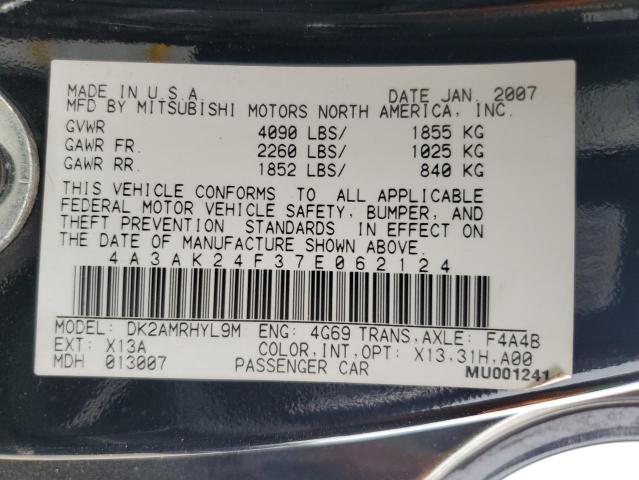 MADE IN U.S.A DATE JAN. 2007
MFD BY MITSUBISHI MOTORS NORTH AMERICA, INC.
GVWR 4090 LBS/ 1855 KG
GAWR FR. 2260 LBS/ 1025 KG
GAWR RR. 1852 LBS/ 840 KG
THIS VEHICLE CONFORMS TO ALL APPLICABLE
FEDERAL MOTOR VEHICLE SAFETY, BUMPER, AND
THEFT PREVENTION STANDARDS IN EFFECT ON
THE DATE OF MANUFACTURE SHOWN ABOVE.
4A3AK24F37E062124
MODEL: DK2AMRHYL9M ENG: 4G69 TRANS,AXLE: F4A4B
EXT: X13A COLOR,INT,OPT: X13,31H,A00
MDH 013007 PASSENGER CAR MU001241